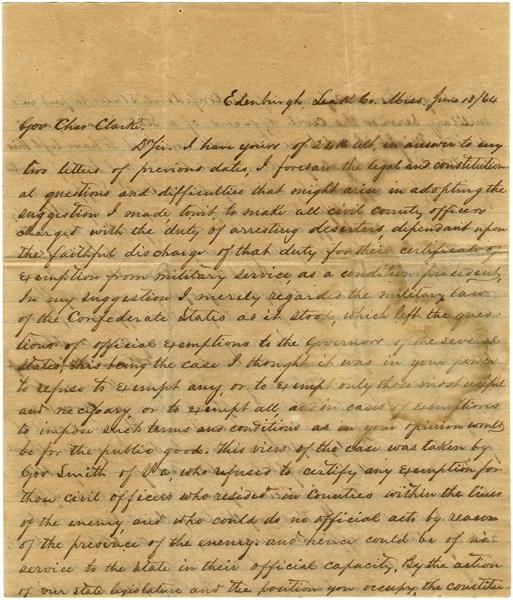 Edenburgh Leak Co. Miss. June 13/64
Gov Char Clark,
D Sir. I have yours of 24th ult, in answer to my
two letters of previous dates, I foresaw the legal and constitution
al questions and difficulties that might arise in adopting the
suggestion I made towit, to make all civil county officers
charged with the duty of arresting deserters, dependant upon
the faithful discharge of that duty for their certificate of
exemption from military service, as a condition precedent,
In my suggestion I merely regarded the military law
of the Confederate States as it stood, which left the ques-
tions of official exemptions to the Governors of the several
states, this being the case I thought it was in your power
to refuse to exempt any, or to exempt only those most useful
and necessary, or to exempt all, and in cases of exemptions
to impose such terms and conditions as in your opinion would
be for the public good. This view of the case was taken by
Gov Smith of Va, who refused to certify any exemption for
those civil officers who resided in Counties within the lines
of the enemy and who could do no official acts by reason
of the presence of the enemy. and hence could be of no
service to the state in their official capacity, By the action
of our state legislature and the position you occupy, the constitu-